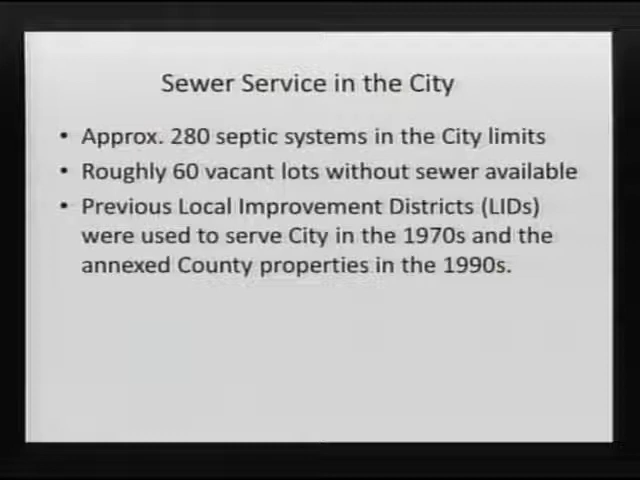 Sewer Service in the City
• Approx. 280 septic systems in the City limits
• Roughly 60 vacant lots without sewer available
• Previous Local Improvement Districts (LIDs)
were used to serve City in the 1970s and the
annexed County properties in the 1990s.